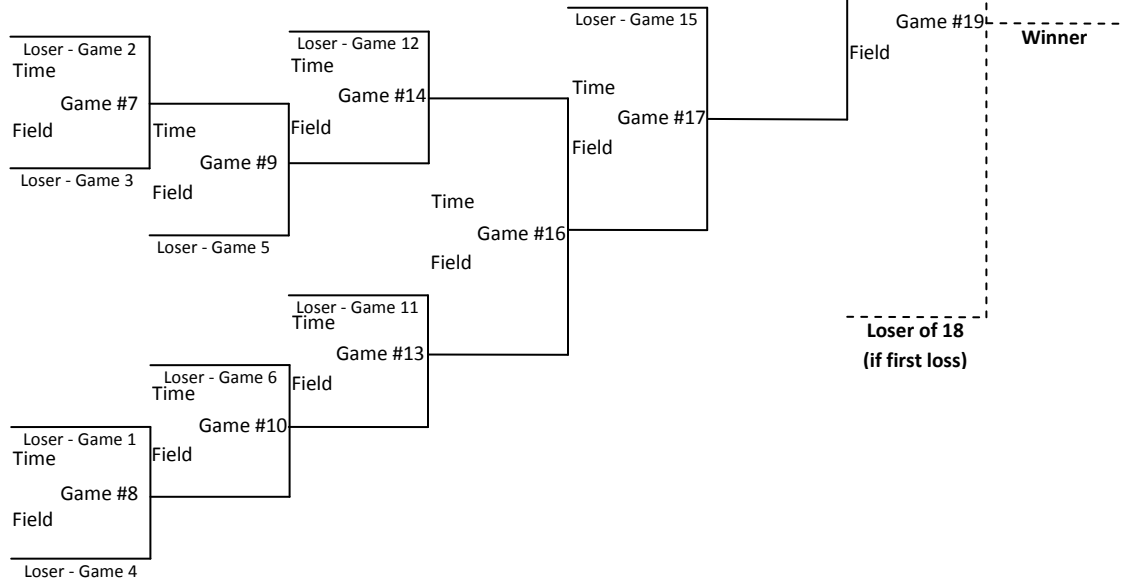 Loser - Game 15
Game #19
Winner
Field
Loser - Game 2
Time
Game #7
Field
Loser - Game 3
Loser - Game 12
Time
Game #14
Field
Time
Game #9
Field
Loser - Game 5
Time
Game #17
Field
Time
Game #16
Field
Loser - Game 11
Time
Game #13
Field
Loser - Game 6
Time
Game #10
Field
Loser - Game 1
Time
Game #8
Field
Loser - Game 4
Loser of 18
(if first loss)